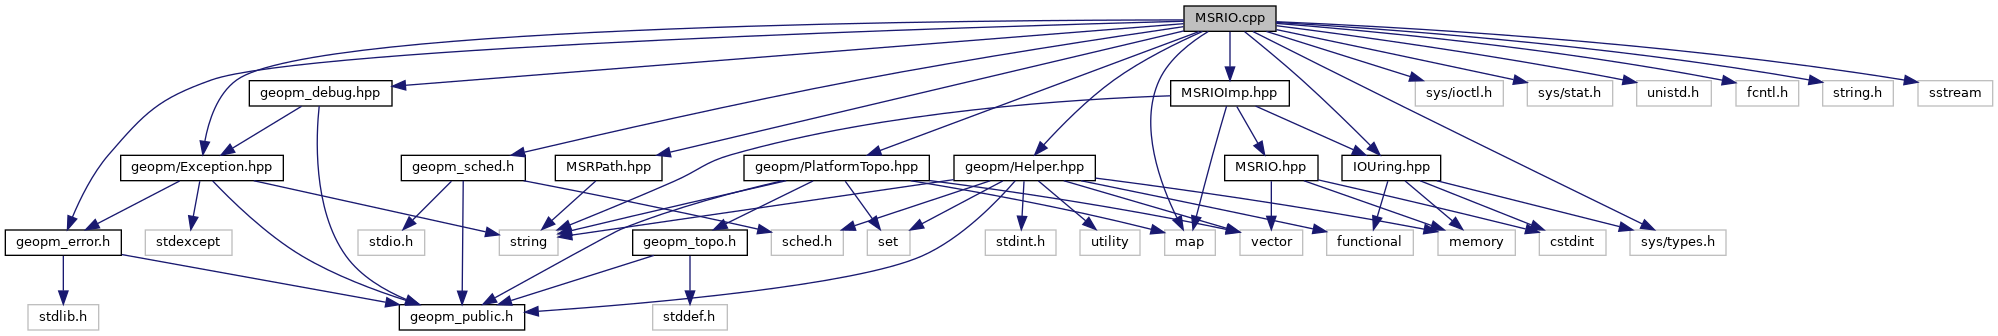 MSRIO.cpp
geopm_debug.hpp
MSRIOImp.hpp
sys/ioctl.h
sys/stat.h
unistd.h
fcntl.h
string.h
sstream
geopm/Exception.hpp
geopm_sched.h
MSRPath.hpp
geopm/PlatformTopo.hpp
geopm/Helper.hpp
MSRIO.hpp
IOUring.hpp
geopm_error.h
stdexcept
stdio.h
string
geopm_topo.h
sched.h
set
stdint.h
utility
map
vector
functional
memory
cstdint
sys/types.h
stdlib.h
geopm_public.h
stddef.h